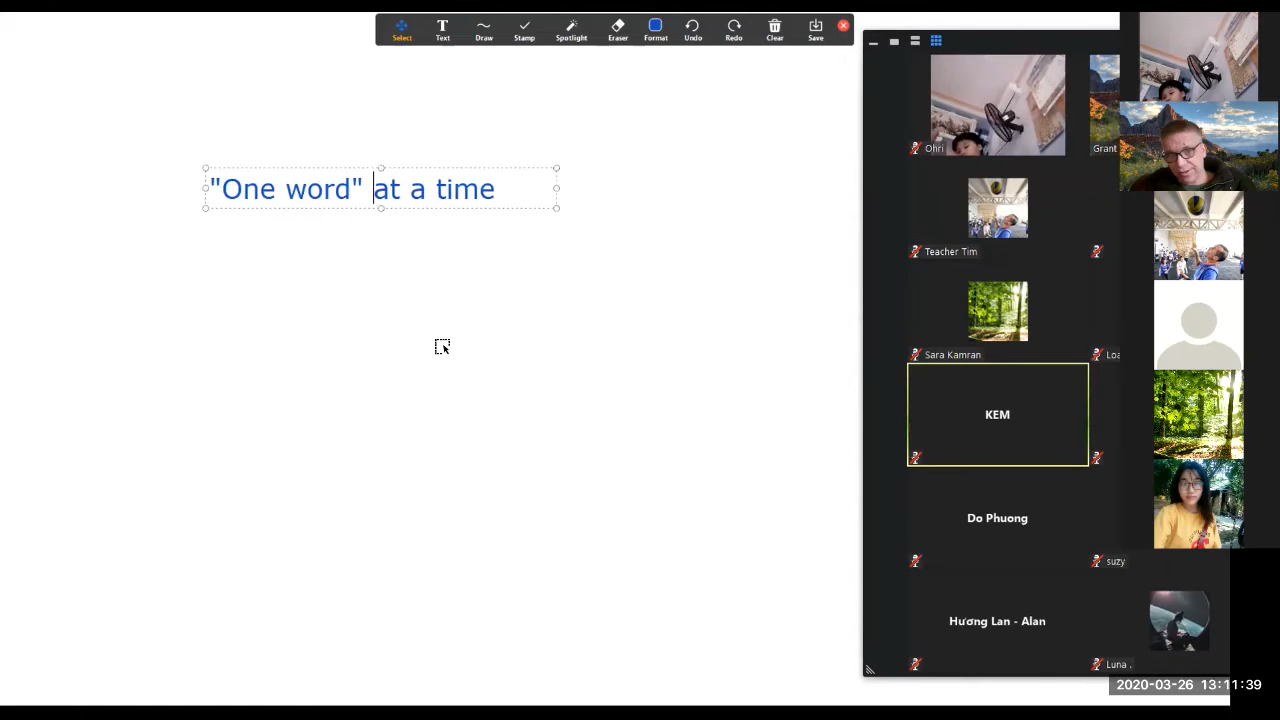 Select Text Draw Stamp Spotlight Eraser Format Undo Redo Clear Save
"One word" at a time
Ohri
Grant
Teacher Tim
Sara Kamran
Loa
KEM
Do Phuong
suzy
Hương Lan - Alan
Luna .
2020-03-26 13:11:39